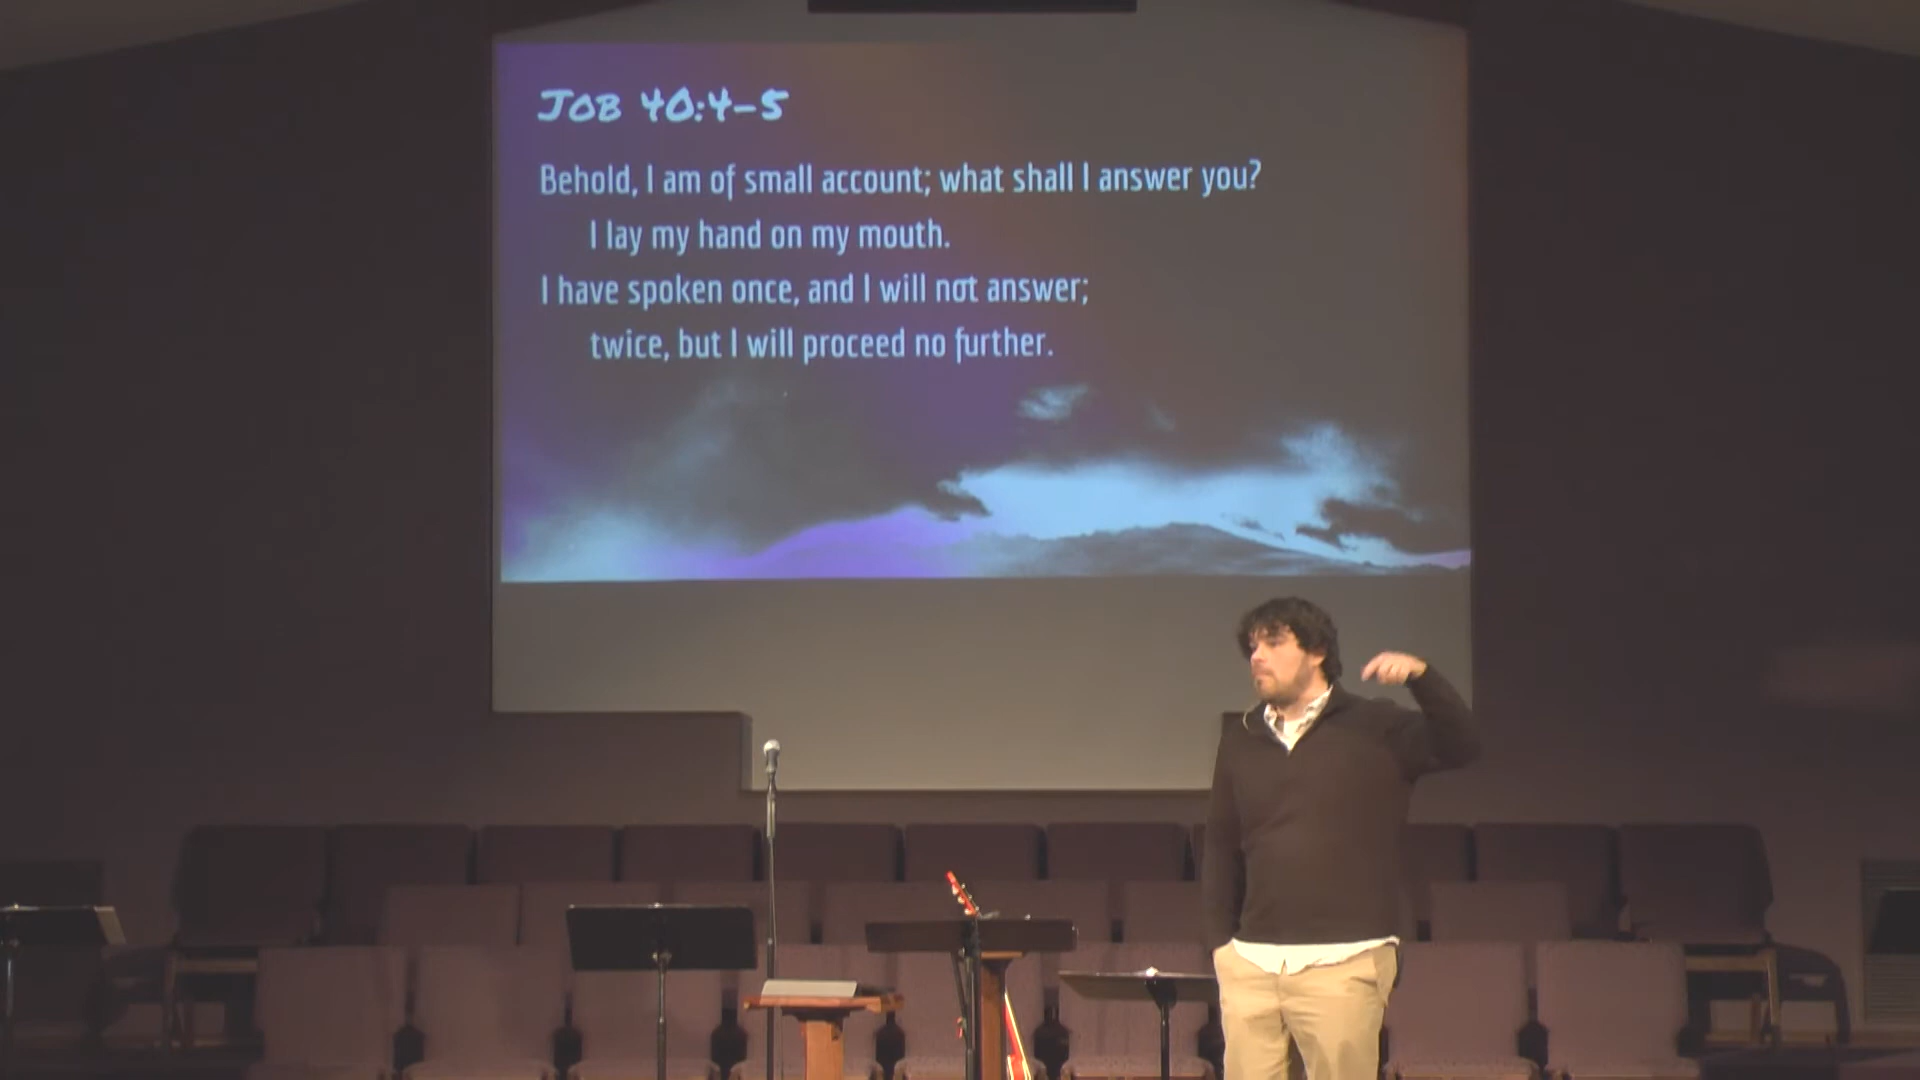 Job 40:4-5
Behold, I am of small account; what shall I answer you?
I lay my hand on my mouth.
I have spoken once, and I will not answer;
twice, but I will proceed no further.